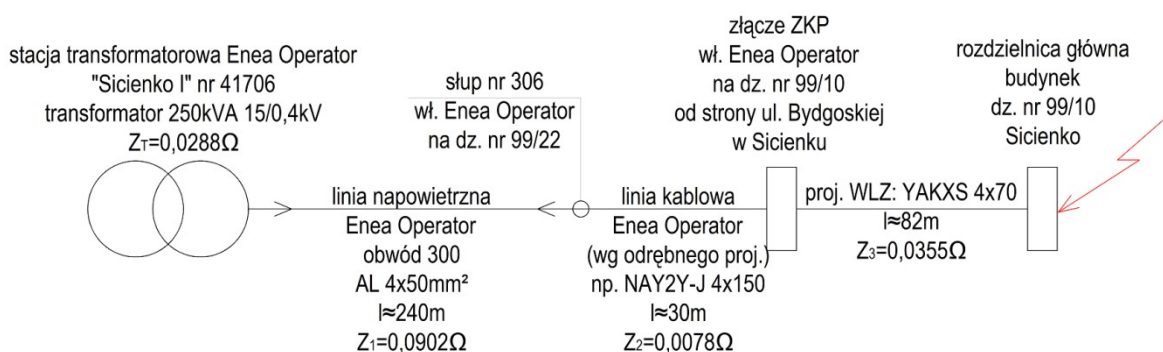 stacja transformatorowa Enea Operator
"Sicienko I" nr 41706
transformator 250kVA 15/0,4kV
ZT=0,0288Ω
linia napowietrzna
Enea Operator
obwód 300
AL 4x50mm²
l≈240m
Z1=0,0902Ω
słup nr 306
wł. Enea Operator
na dz. nr 99/22
linia kablowa
Enea Operator
(wg odrębnego proj.)
np. NAY2Y-J 4x150
l≈30m
Z2=0,0078Ω
złącze ZKP
wł. Enea Operator
na dz. nr 99/10
od strony ul. Bydgoskiej
w Sicienku
proj. WLZ: YAKXS 4x70
l≈82m
Z3=0,0355Ω
rozdzielnica główna
budynek
dz. nr 99/10
Sicienko